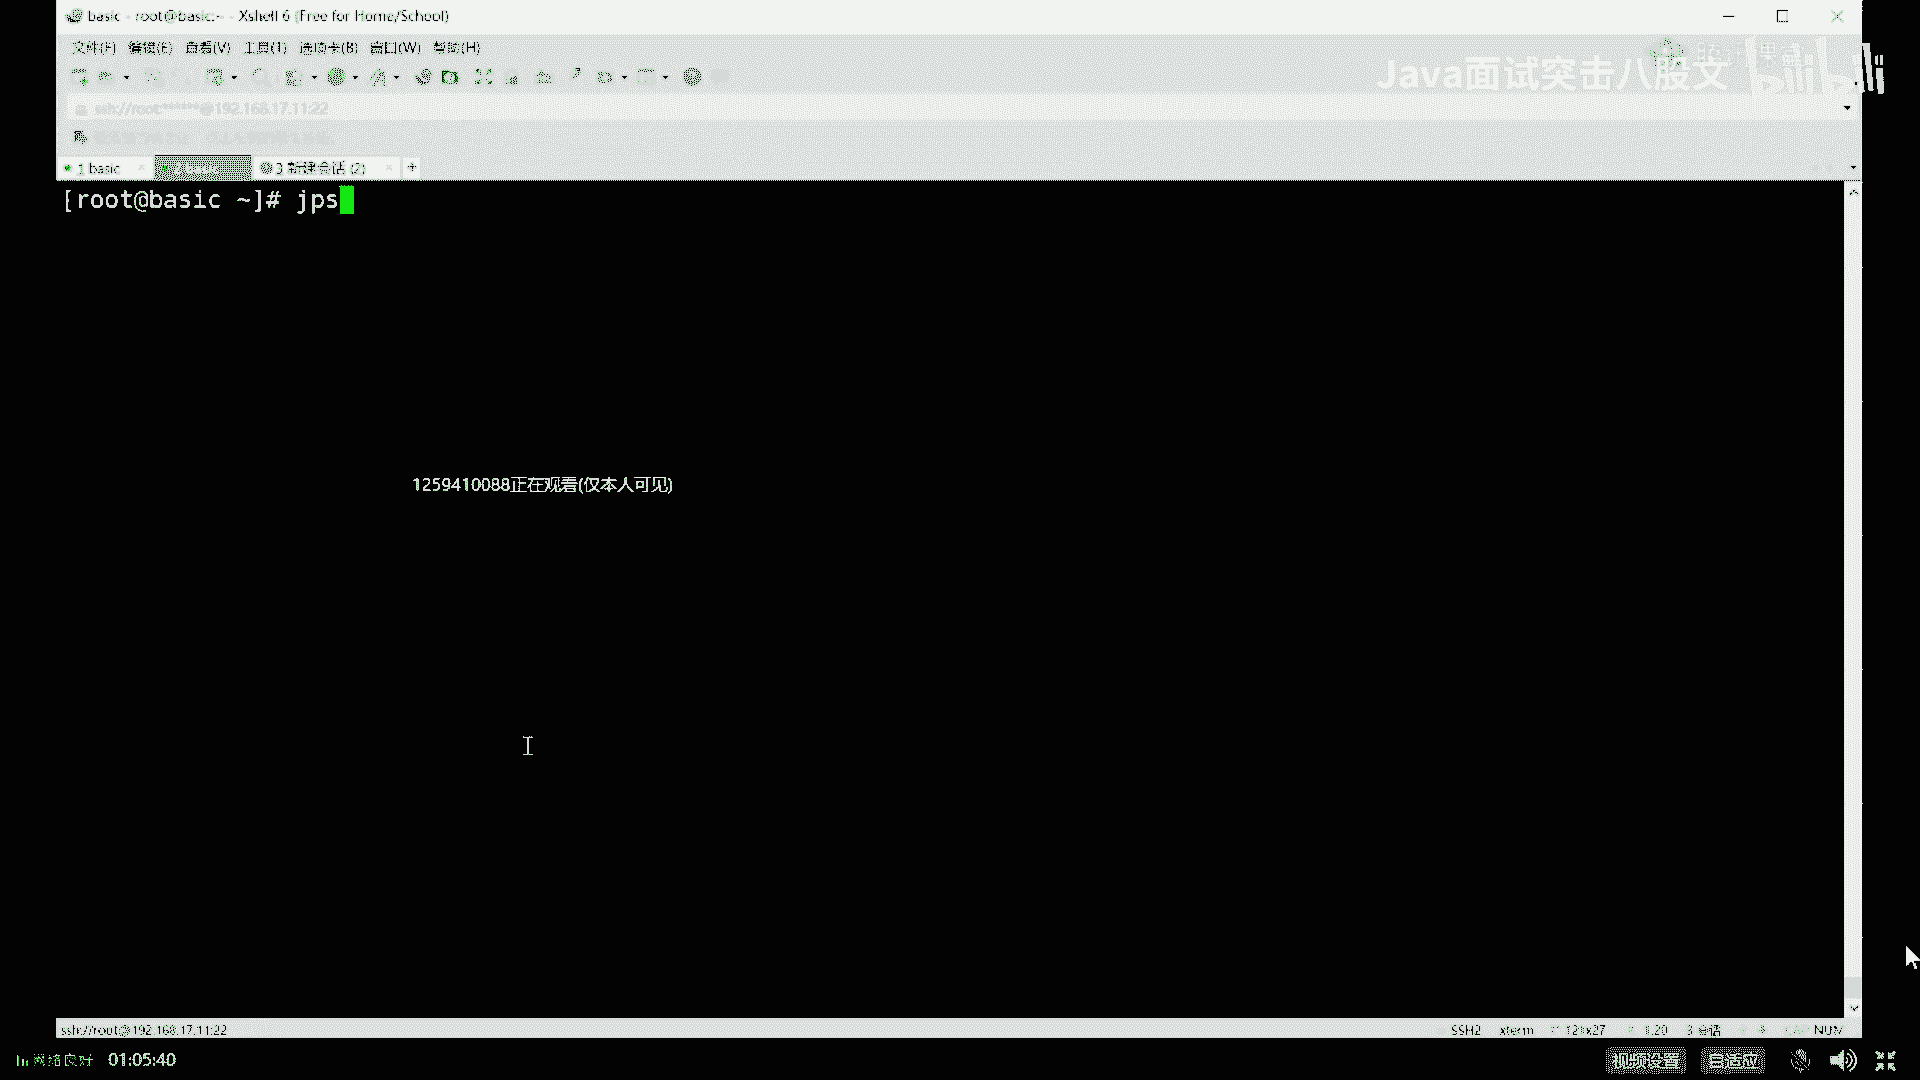 basic - root@basic:~ - Xshell 6 (Free for Home/School)
文件(F) 编辑(E) 查看(V) 工具(T) 选项卡(B) 窗口(W) 帮助(H)
Java面试突击八股文 bilibili
ssh://root:******@192.168.17.11:22
1 basic
3 新建会话 (2)
[root@basic ~]# jps
1259410088正在观看(仅本人可见)
ssh://root@192.168.17.11:22
SSH2 xterm 121x27 1,20 3 会话 NUM
网络良好 01:05:40 视频设置 自适应